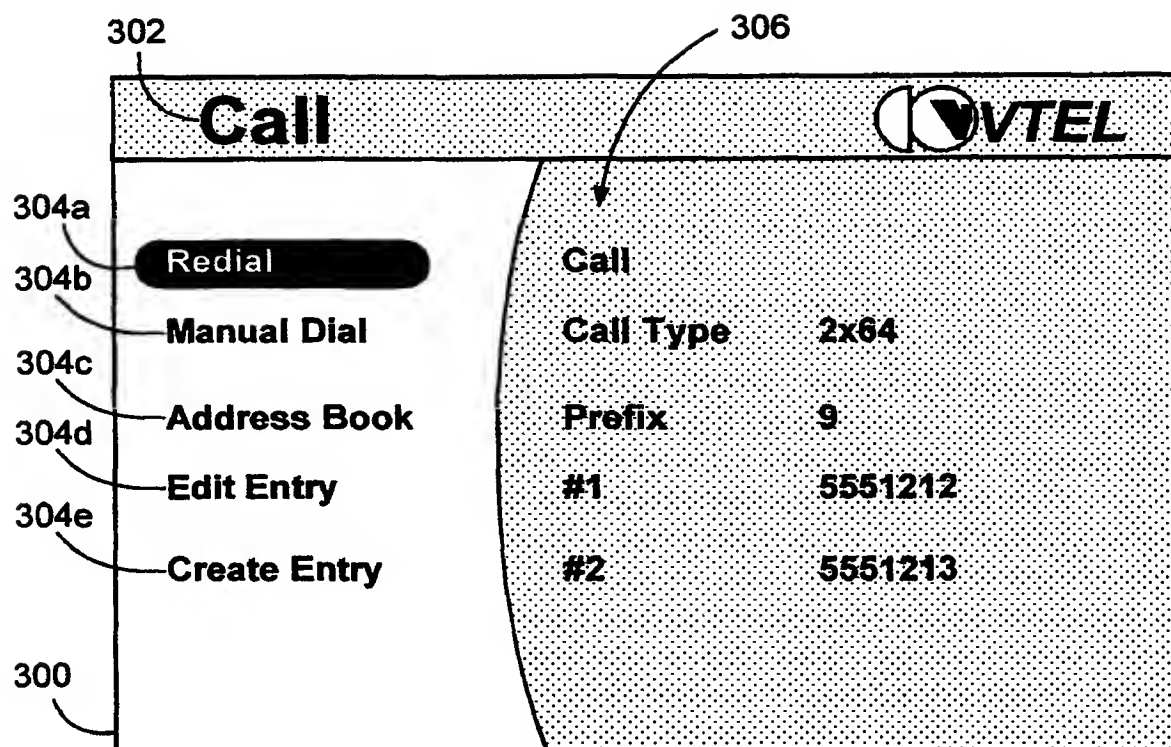 302
306
Call
VTEL
304a
Redial
Call
304b
Manual Dial
Call Type 2x64
304c
Address Book
Prefix 9
304d
Edit Entry
#1 5551212
304e
Create Entry
#2 5551213
300